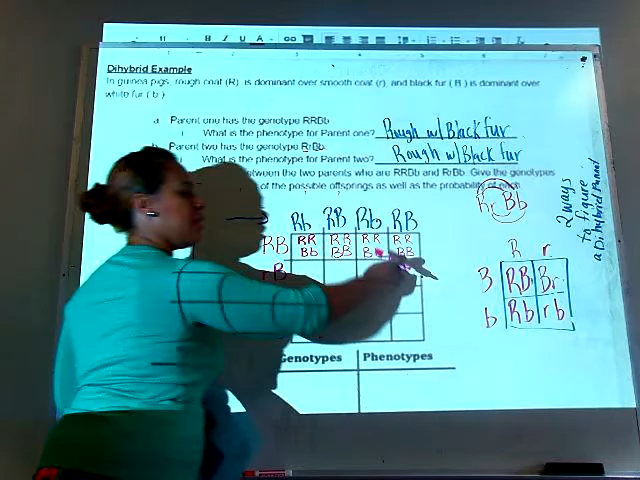 B I U A
Dihybrid Example
In guinea pigs, rough coat (R) is dominant over smooth coat (r), and black fur ( B ) is dominant over
white fur ( b )
a Parent one has the genotype RRBb
i What is the phenotype for Parent one? Rough w/ Black fur
b Parent two has the genotype RrBb.
What is the phenotype for Parent two? Rough w/ Black fur
between the two parents who are RRBb and RrBb. Give the genotypes
of the possible offsprings as well as the probability of each
Rr Bb
2 ways
to figure
a Dihybrid Punned
Rb RB Rb RB
RB RR RR RR RR
Bb BB BB
rB
R r
RB Br
b Rb rb
Genotypes Phenotypes